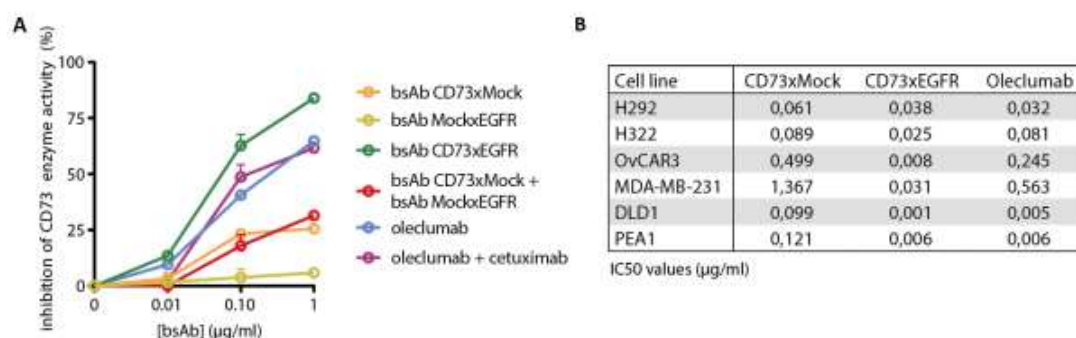 A
B
inhibition of CD73 enzyme activity (%)
100
75
50
25
0
0
0.01
0.10
1
[bsAb] (µg/ml)
bsAb CD73xMock
bsAb MockxEGFR
bsAb CD73xEGFR
bsAb CD73xMock +
bsAb MockxEGFR
oleclumab
oleclumab + cetuximab
Cell line CD73xMock CD73xEGFR Oleclumab
H292 0,061 0,038 0,032
H322 0,089 0,025 0,081
OvCAR3 0,499 0,008 0,245
MDA-MB-231 1,367 0,031 0,563
DLD1 0,099 0,001 0,005
PEA1 0,121 0,006 0,006
IC50 values (µg/ml)